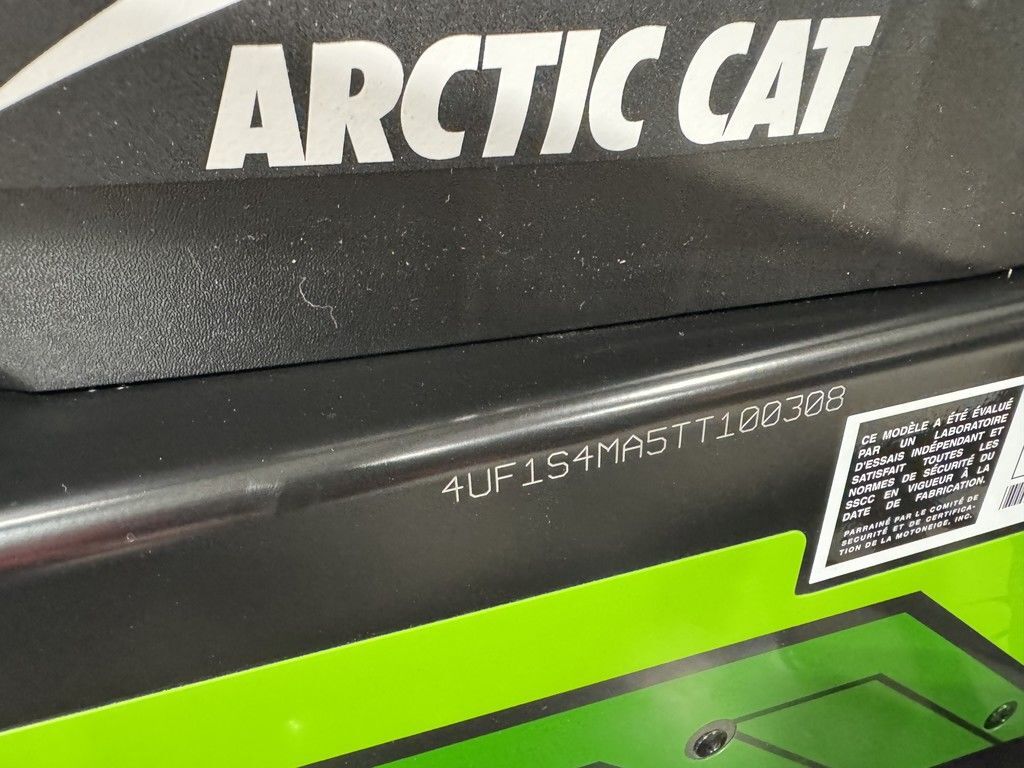 ARCTIC CAT
4UF1S4MA5TT100308
CE MODÈLE A ÉTÉ ÉVALUÉ
PAR UN LABORATOIRE
D'ESSAIS INDÉPENDANT ET
SATISFAIT TOUTES LES
NORMES DE SÉCURITÉ DU
SSCC EN VIGUEUR À LA
DATE DE FABRICATION.
PARRAINÉ PAR LE COMITÉ DE
SECURITÉ ET DE CERTIFICA-
TION DE LA MOTONEIGE, INC.